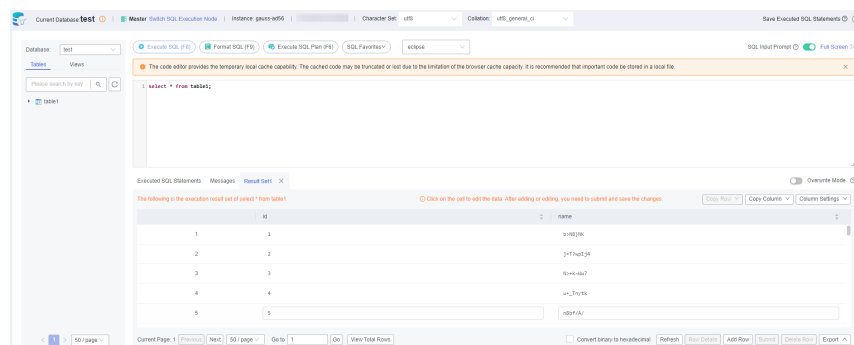 Current Database: test | Master Switch SQL Execution Node | Instance: gauss-ad66 | Character Set: utf8 Collation: utf8_general_ci Save Executed SQL Statements
Database: test Execute SQL (F8) Format SQL (F9) Execute SQL Plan (F6) SQL Favorites eclipse SQL Input Prompt Full Screen
Tables Views
The code editor provides the temporary local cache capability. The cached code may be truncated or lost due to the limitation of the browser cache capacity. It is recommended that important code be stored in a local file.
Please search by key
1 select * from table1;
table1
Executed SQL Statements Messages Result Set1 Overwrite Mode
The following is the execution result set of select * from table1. Click on the cell to edit the data. After adding or editing, you need to submit and save the changes. Copy Row Copy Column Column Settings
id name
1 1
2 2
3 3
4 4 u+_Tnytk
5 5
1 50 / page Current Page: 1 Previous Next 50 / page Go to 1 Go View Total Rows Convert binary to hexadecimal Refresh Row Details Add Row Submit Delete Row Export